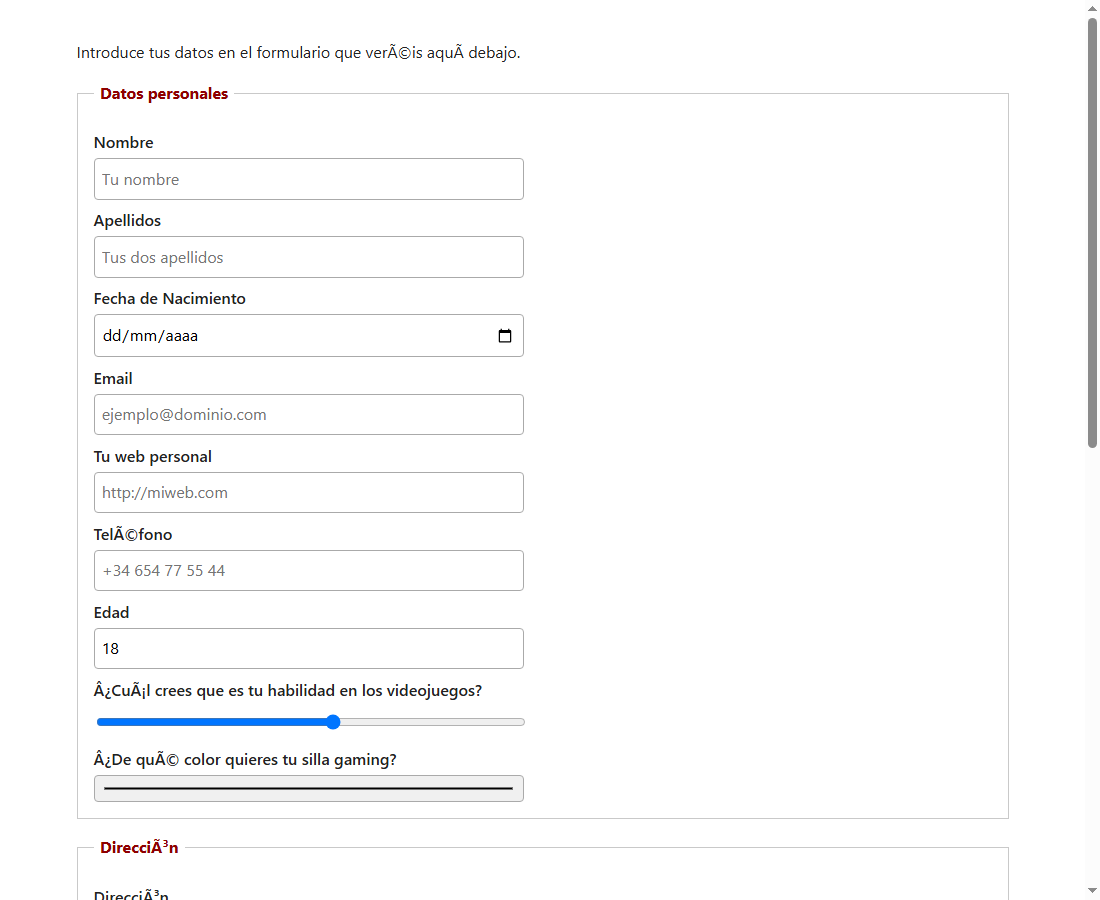 Introduce tus datos en el formulario que verÃ©is aquÃ debajo.
Datos personales
Nombre
Tu nombre
Apellidos
Tus dos apellidos
Fecha de Nacimiento
dd/mm/aaaa
Email
ejemplo@dominio.com
Tu web personal
http://miweb.com
TelÃ©fono
+34 654 77 55 44
Edad
18
Â¿CuÃ¡l crees que es tu habilidad en los videojuegos?
Â¿De quÃ© color quieres tu silla gaming?
DirecciÃ³n
DirecciÃ³n